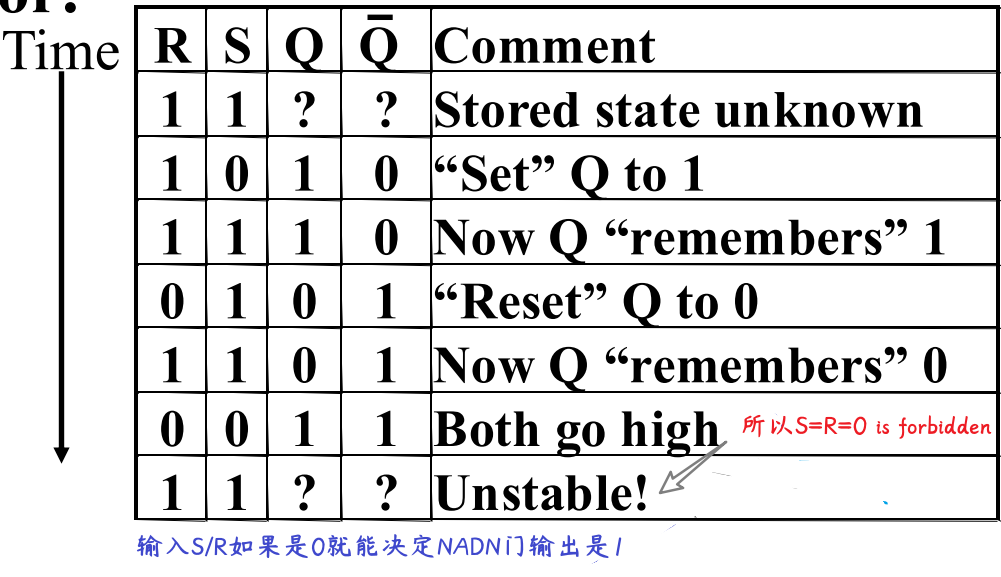 or:
Time
R S Q Q̅ Comment
1 1 ? ? Stored state unknown
1 0 1 0 “Set” Q to 1
1 1 1 0 Now Q “remembers” 1
0 1 0 1 “Reset” Q to 0
1 1 0 1 Now Q “remembers” 0
0 0 1 1 Both go high 所以S=R=0 is forbidden
1 1 ? ? Unstable!
输入S/R如果是0就能决定NADN门输出是1